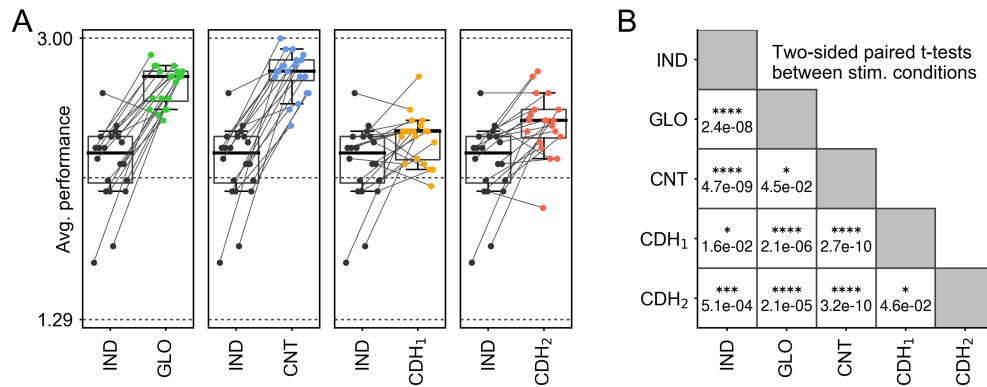 A
3.00
Avg. performance
1.29
IND
GLO
IND
CNT
IND
CDH₁
IND
CDH₂
B
Two-sided paired t-tests
between stim. conditions
IND
GLO
****
2.4e-08
CNT
**** *
4.7e-09 4.5e-02
CDH₁
* **** ****
1.6e-02 2.1e-06 2.7e-10
CDH₂
*** **** **** *
5.1e-04 2.1e-05 3.2e-10 4.6e-02
IND
GLO
CNT
CDH₁
CDH₂